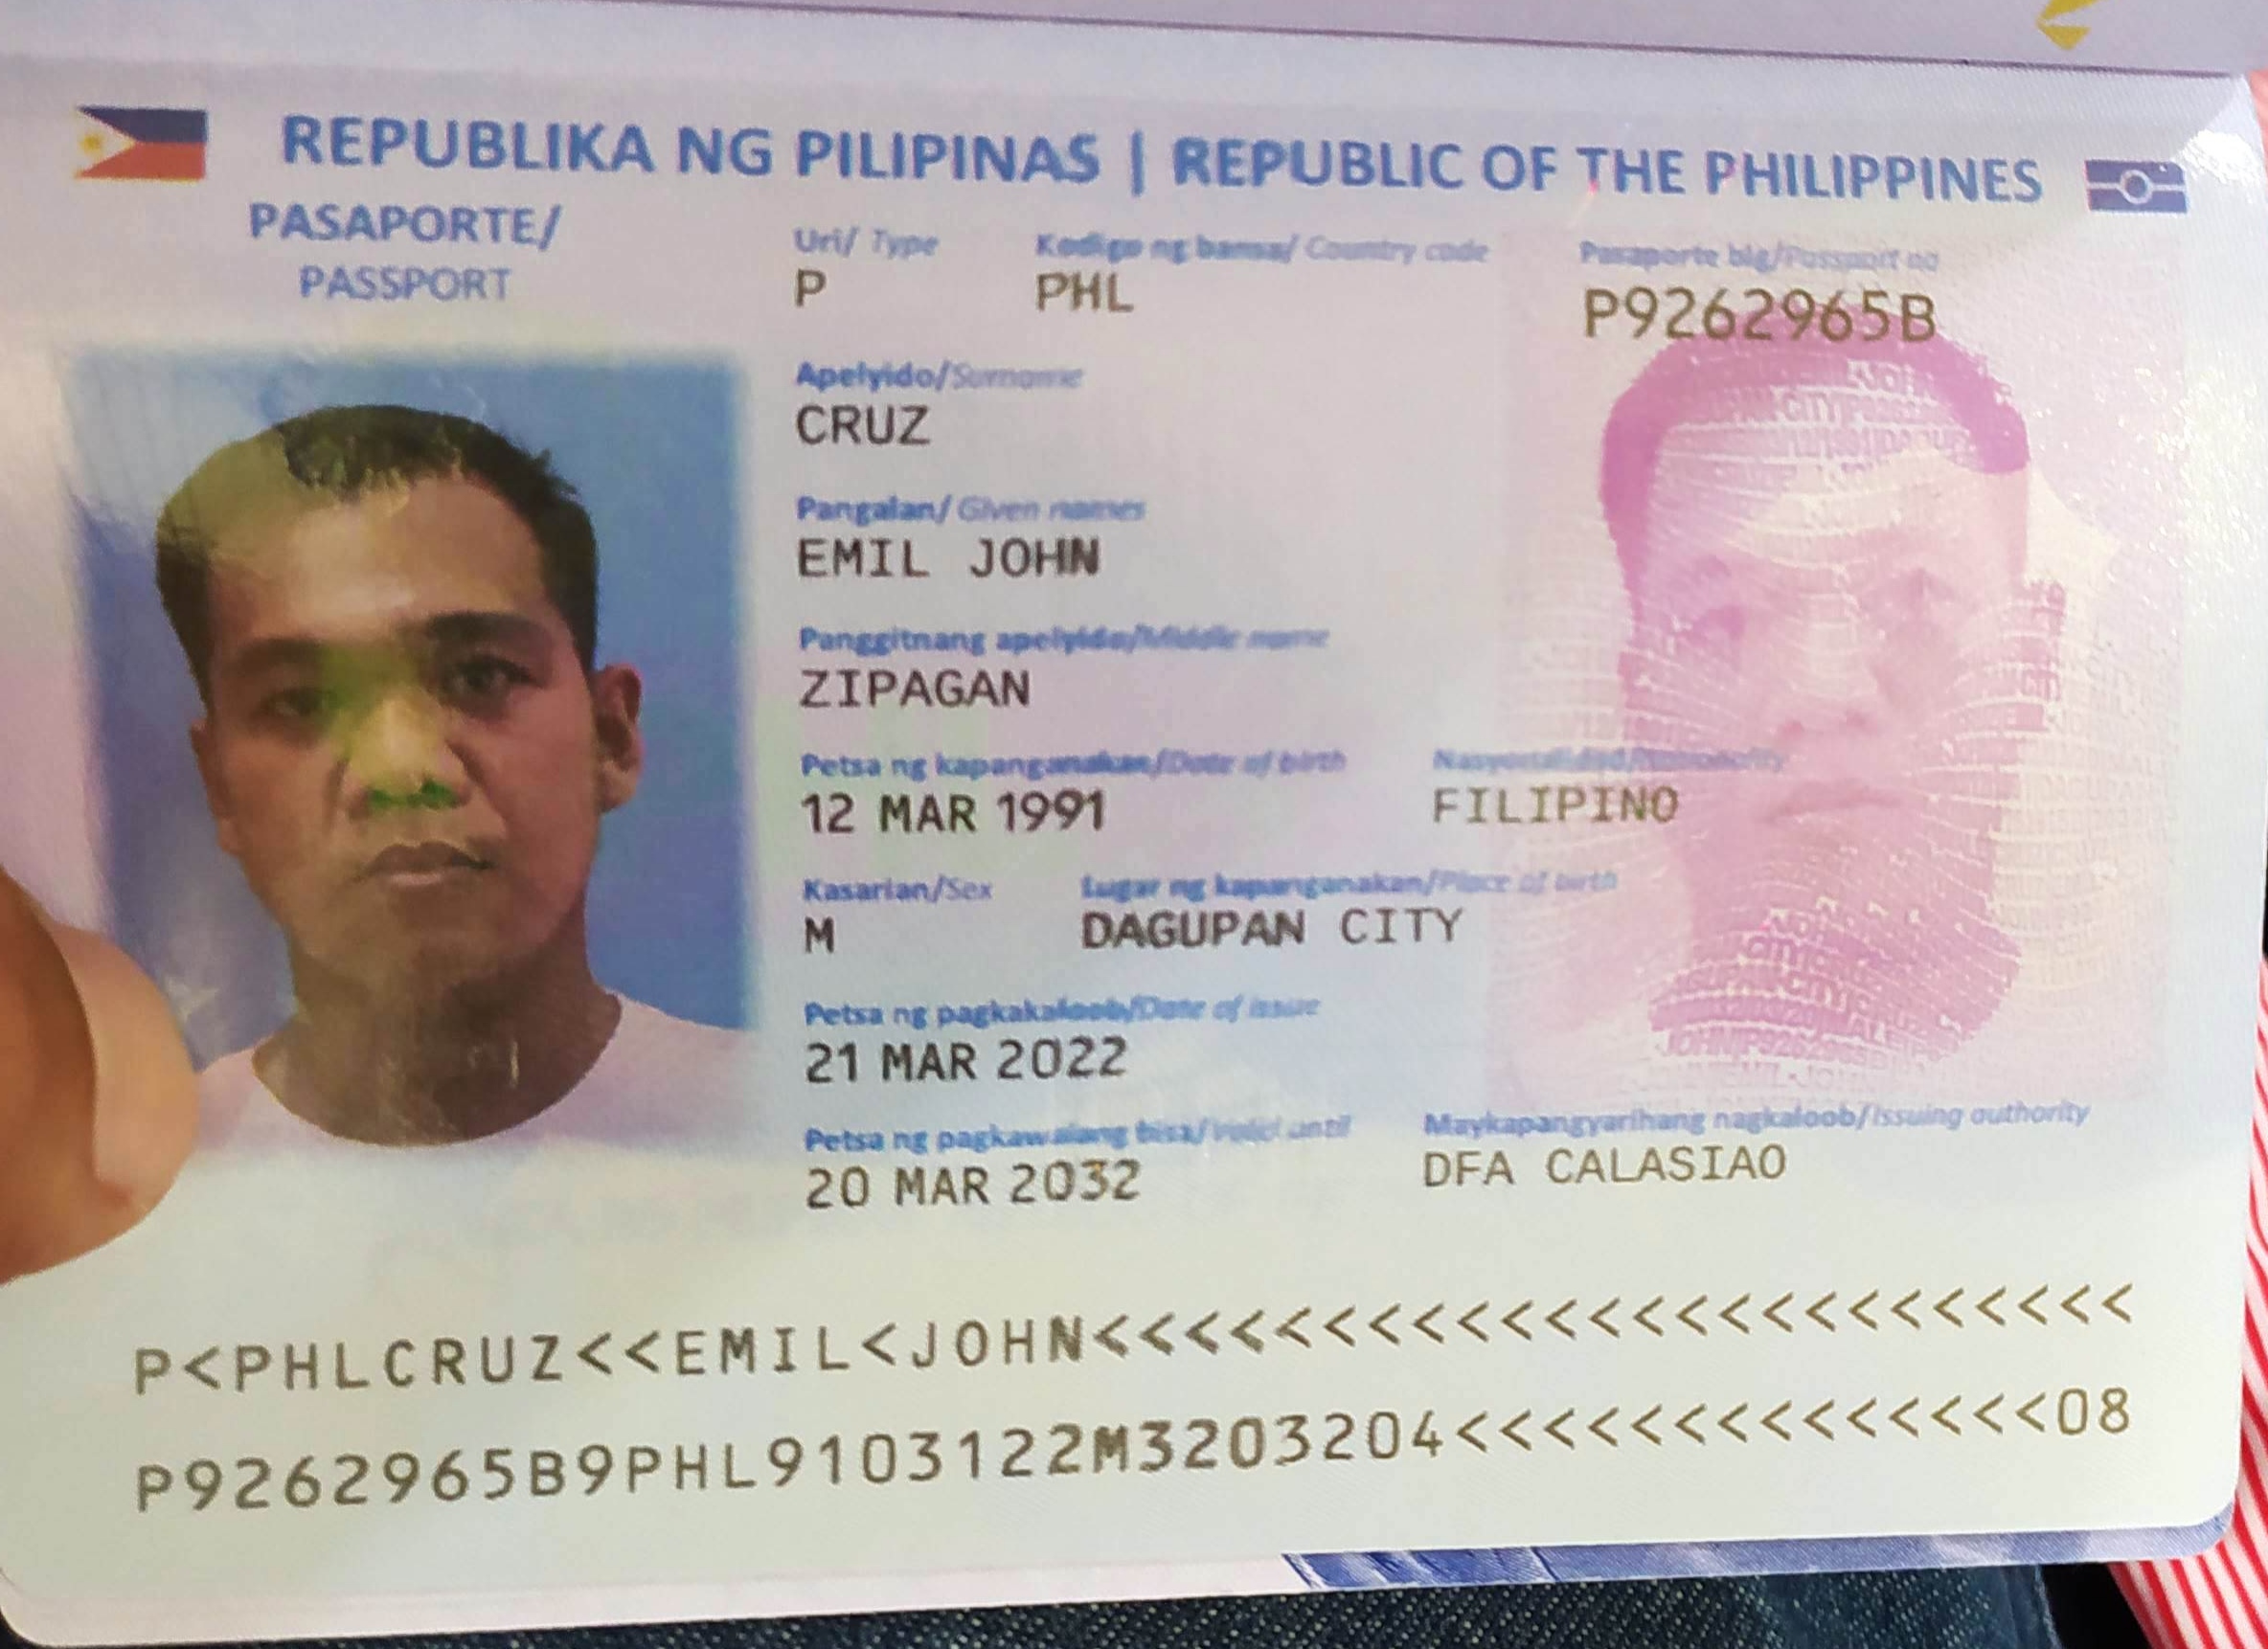 REPUBLIKA NG PILIPINAS | REPUBLIC OF THE PHILIPPINES
PASAPORTE/
PASSPORT
Uri/ Type
P
Kodigo ng bansa/ Country code
PHL
Pasaporte blg/Passport no
P9262965B
Apelyido/Surname
CRUZ
Pangalan/ Given names
EMIL JOHN
Panggitnang apelyido/Middle name
ZIPAGAN
Petsa ng kapanganakan/Date of birth
12 MAR 1991
Nasyonalidad/Nationality
FILIPINO
Kasarian/Sex
M
Lugar ng kapanganakan/Place of birth
DAGUPAN CITY
Petsa ng pagkakaloob/Date of issue
21 MAR 2022
Petsa ng pagkawalang bisa/ Valid until
20 MAR 2032
Maykapangyarihang nagkaloob/Issuing authority
DFA CALASIAO
P<PHLCRUZ<<EMIL<JOHN<<<<<<<<<<<<<<<<<<<<<<<<
P9262965B9PHL9103122M3203204<<<<<<<<<<<<<<08